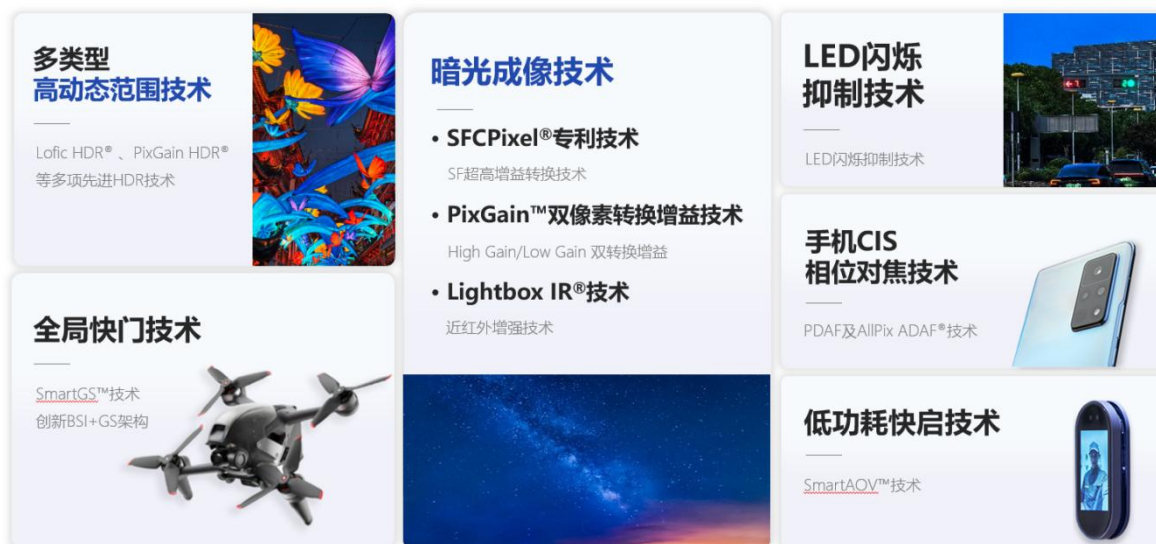 多类型
高动态范围技术
Lofic HDR® 、PixGain HDR®
等多项先进HDR技术
全局快门技术
SmartGS™技术
创新BSI+GS架构
暗光成像技术
• SFCPixel®专利技术
SF超高增益转换技术
• PixGain™双像素转换增益技术
High Gain/Low Gain 双转换增益
• Lightbox IR®技术
近红外增强技术
LED闪烁
抑制技术
LED闪烁抑制技术
手机CIS
相位对焦技术
PDAF及AllPix ADAF®技术
低功耗快启技术
SmartAOV™技术